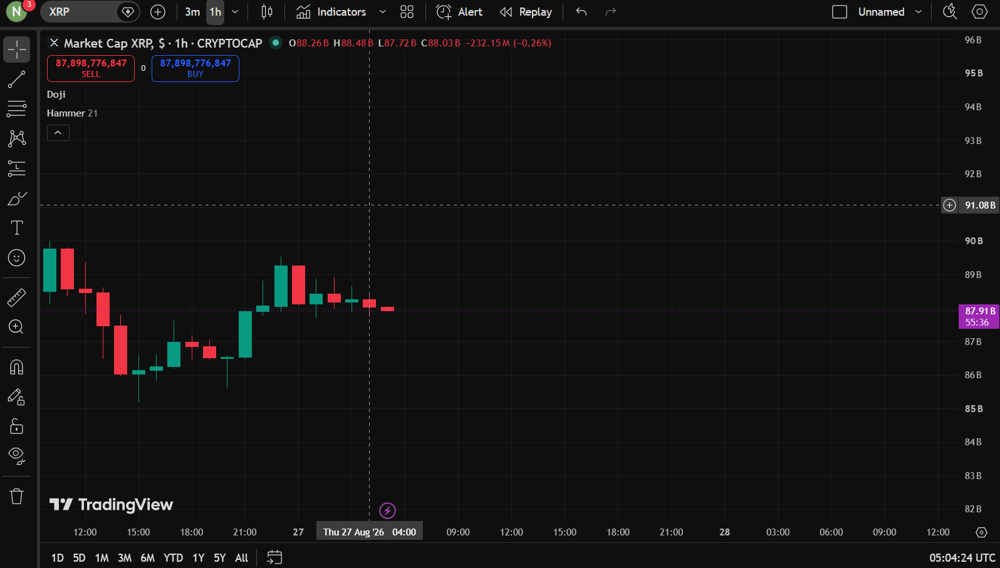 N 3 XRP 3m 1h Indicators Alert Replay Unnamed
Market Cap XRP, $ · 1h · CRYPTOCAP O88.26 B H88.48 B L87.72 B C88.03 B −232.15 M (−0.26%)
87,898,776,847 0 87,898,776,847
SELL BUY
Doji
Hammer 21
96 B
95 B
94 B
93 B
92 B
91.08 B
90 B
89 B
87.91 B
55:36
87 B
86 B
85 B
84 B
83 B
82 B
L
T
TradingView
12:00 15:00 18:00 21:00 27 Thu 27 Aug '26 04:00 09:00 12:00 15:00 18:00 21:00 28 03:00 06:00 09:00 12:00
1D 5D 1M 3M 6M YTD 1Y 5Y All 05:04:24 UTC